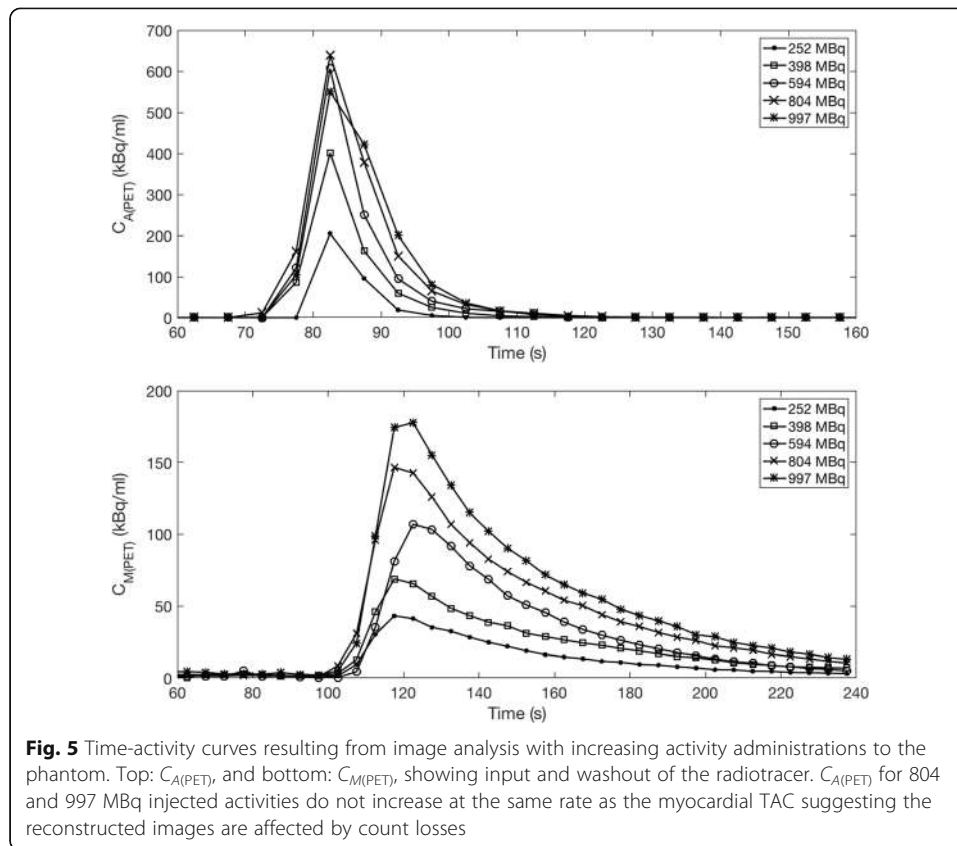 700
600
500
400
300
200
100
0
C_A(PET) (kBq/ml)
252 MBq
398 MBq
594 MBq
804 MBq
997 MBq
60 70 80 90 100 110 120 130 140 150 160
Time (s)
200
150
100
50
0
C_M(PET) (kBq/ml)
252 MBq
398 MBq
594 MBq
804 MBq
997 MBq
60 80 100 120 140 160 180 200 220 240
Time (s)
Fig. 5 Time-activity curves resulting from image analysis with increasing activity administrations to the
phantom. Top: C_A(PET), and bottom: C_M(PET), showing input and washout of the radiotracer. C_A(PET) for 804
and 997 MBq injected activities do not increase at the same rate as the myocardial TAC suggesting the
reconstructed images are affected by count losses